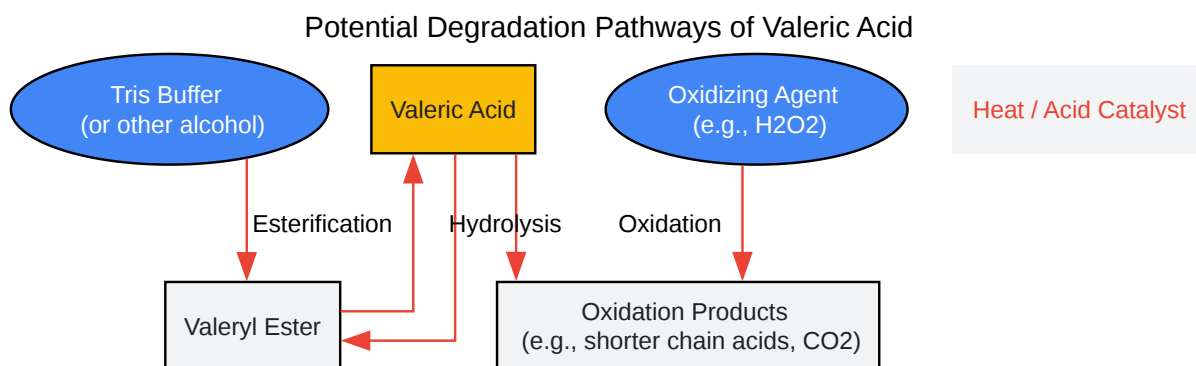 Potential Degradation Pathways of Valeric Acid
Tris Buffer
(or other alcohol)
Valeric Acid
Oxidizing Agent
(e.g., H2O2)
Heat / Acid Catalyst
Esterification
Hydrolysis
Oxidation
Valeryl Ester
Oxidation Products
(e.g., shorter chain acids, CO2)